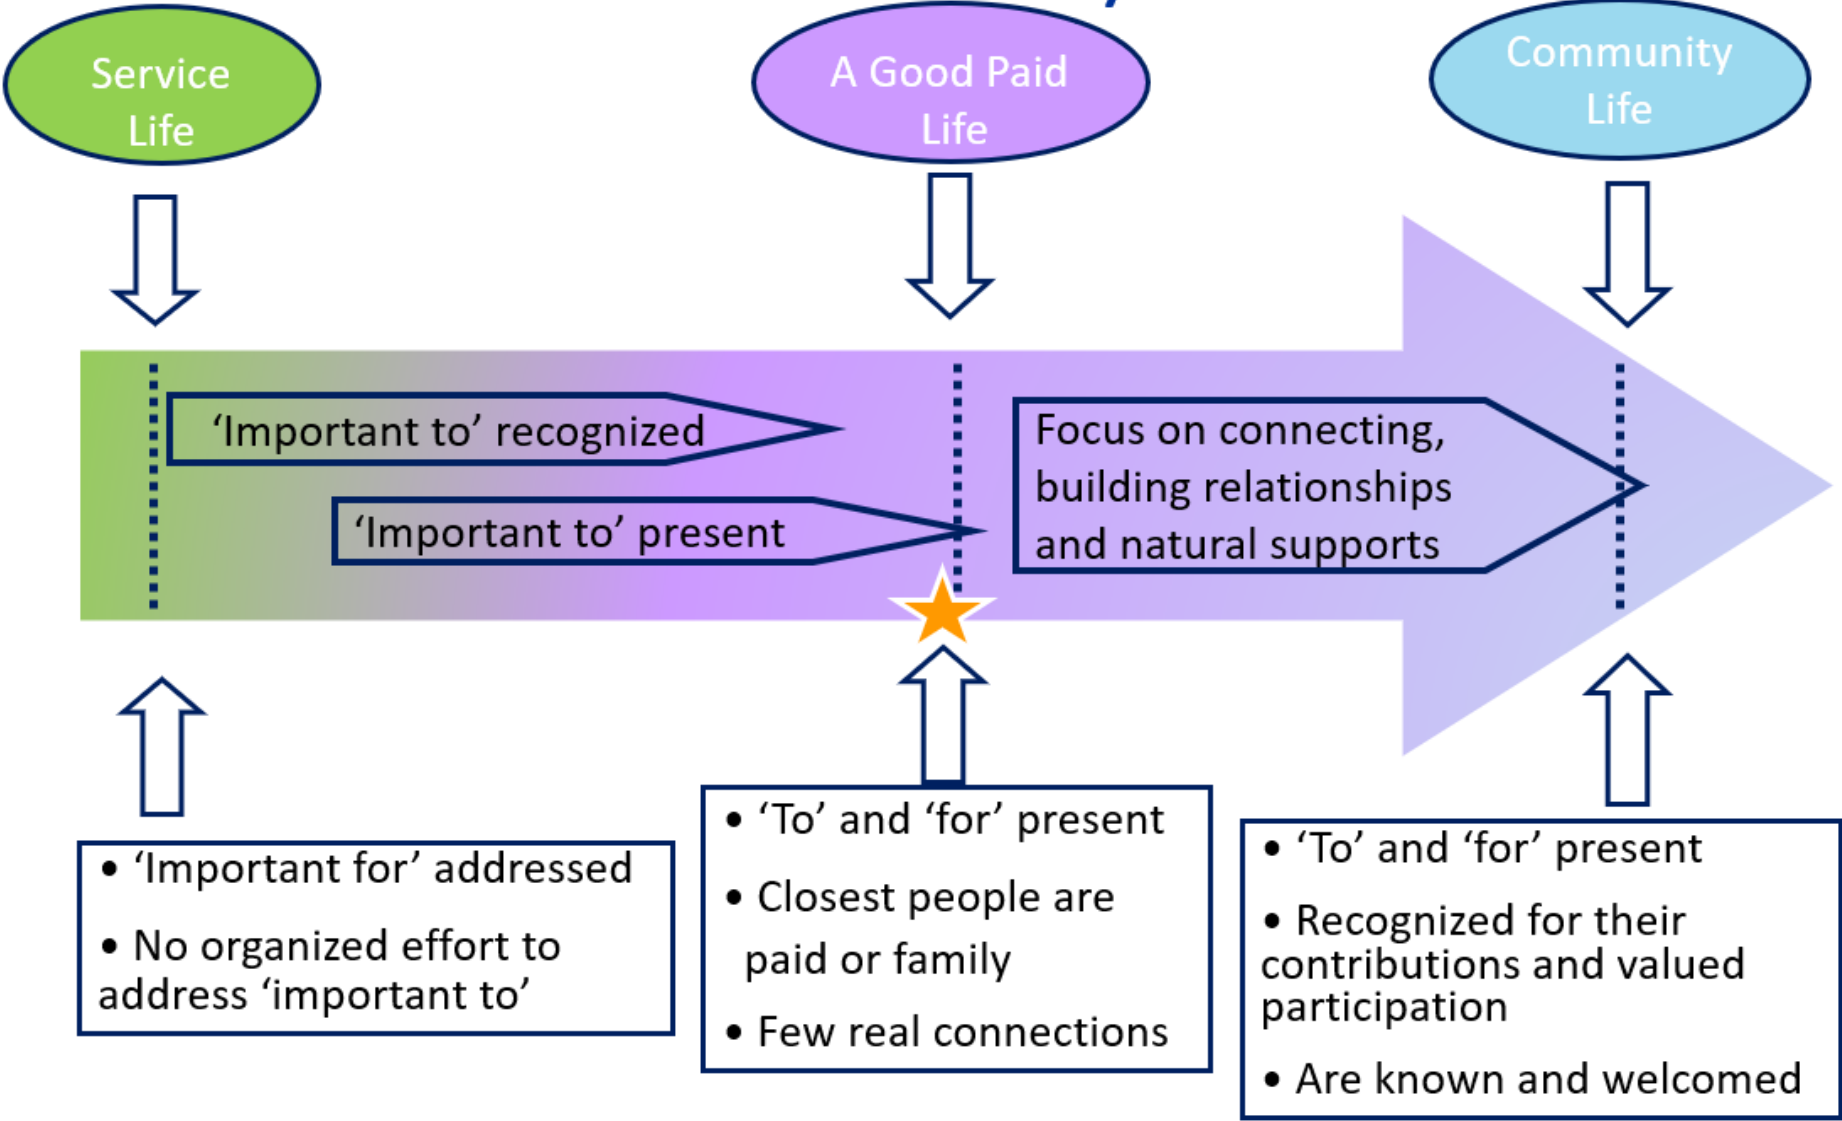 Service
Life
A Good Paid
Life
Community
Life
‘Important to’ recognized
‘Important to’ present
Focus on connecting,
building relationships
and natural supports
• ‘Important for’ addressed
• No organized effort to
address ‘important to’
• ‘To’ and ‘for’ present
• Closest people are
paid or family
• Few real connections
• ‘To’ and ‘for’ present
• Recognized for their
contributions and valued
participation
• Are known and welcomed